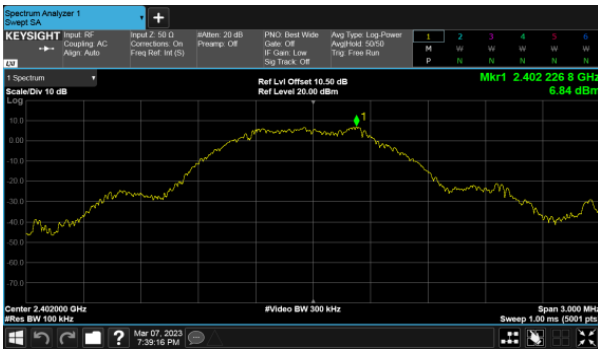 Spectrum Analyzer 1
Swept SA
+
KEYSIGHT
Input: RF
Coupling: AC
Align: Auto
Input Z: 50 Ω
Corrections: On
Freq Ref: Int (S)
#Atten: 20 dB
Preamp: Off
PNO: Best Wide
Gate: Off
IF Gain: Low
Sig Track: Off
Avg Type: Log-Power
Avg|Hold: 50/50
Trig: Free Run
1 2 3 4 5 6
M W W W W W
P N N N N N
LXI
1 Spectrum
Scale/Div 10 dB
Ref Lvl Offset 10.50 dB
Ref Level 20.00 dBm
Mkr1 2.402 226 8 GHz
6.84 dBm
Log
1
10.0
0.00
-10.0
-20.0
-30.0
-40.0
-50.0
-60.0
-70.0
Center 2.402000 GHz
#Video BW 300 kHz
Span 3.000 MHz
#Res BW 100 kHz
Sweep 1.00 ms (5001 pts)
?
Mar 07, 2023
7:39:16 PM